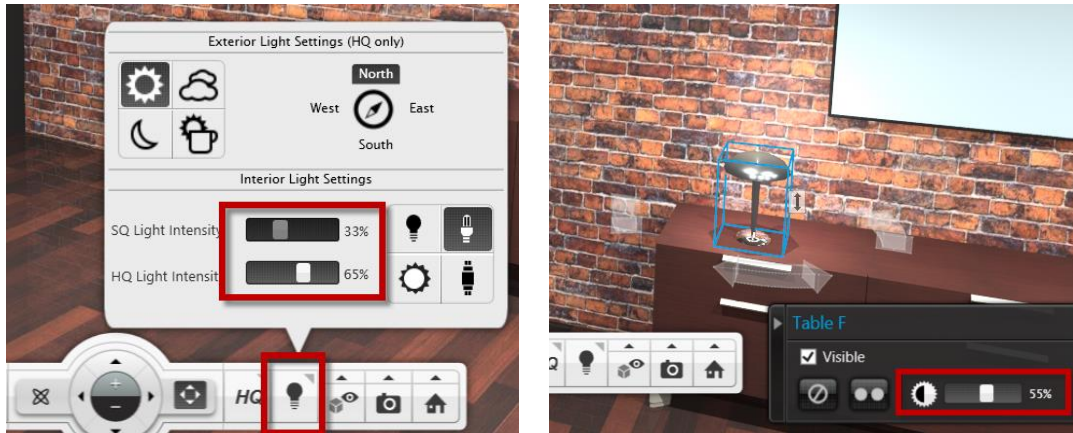 Exterior Light Settings (HQ only)
North
West
East
South
Interior Light Settings
SQ Light Intensity
33%
HQ Light Intensit
65%
HQ
Table F
Visible
55%